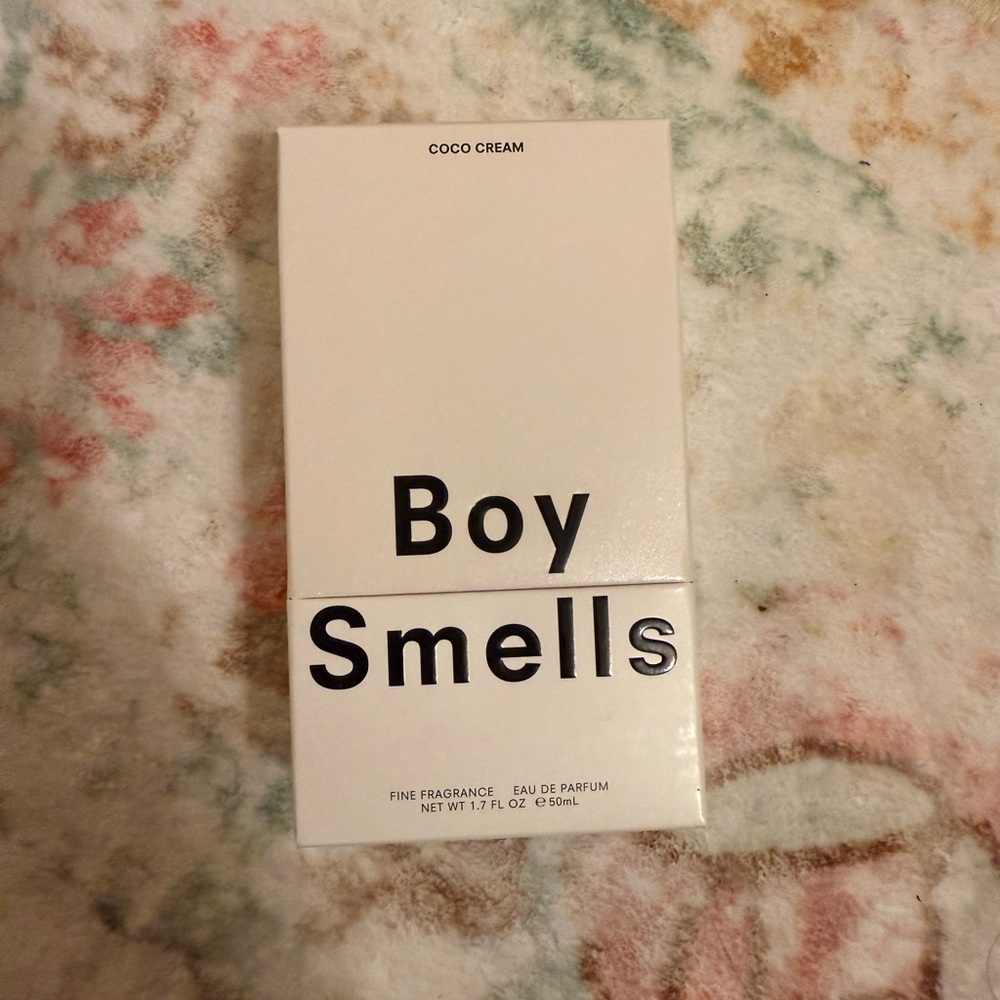 COCO CREAM
Boy
Smells
FINE FRAGRANCE EAU DE PARFUM
NET WT 1.7 FL OZ ℮ 50mL